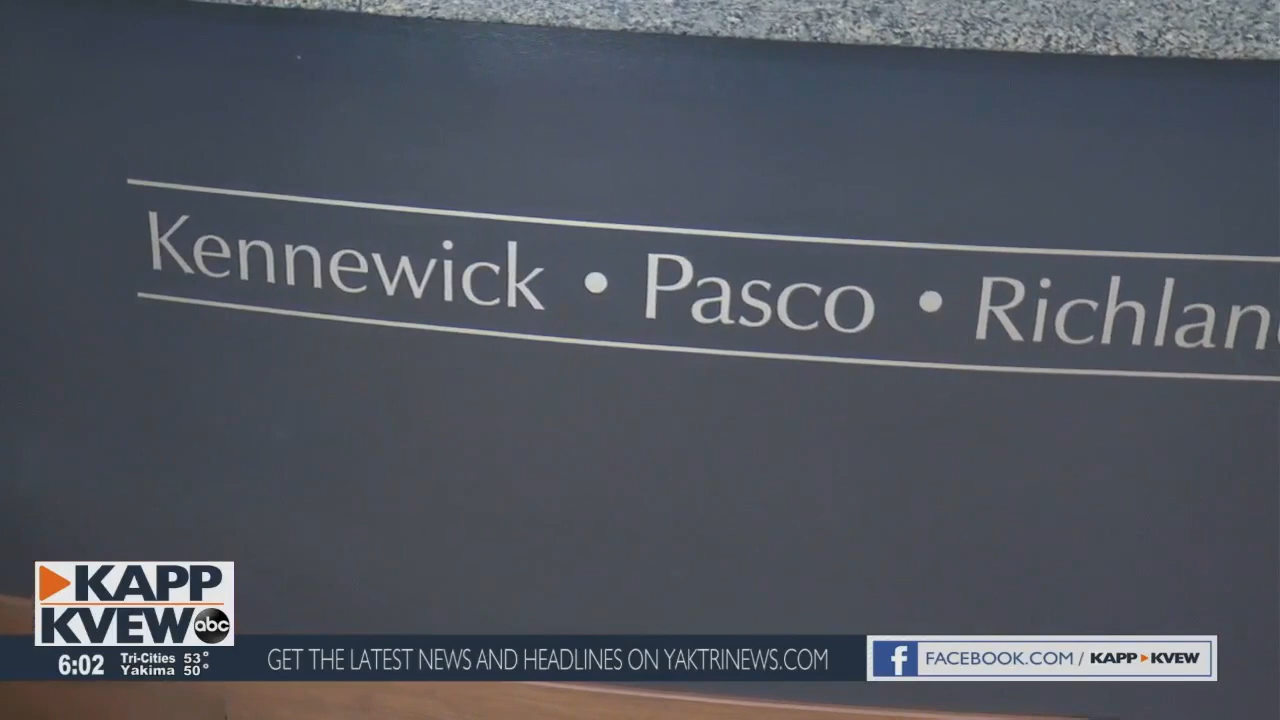 Kennewick • Pasco • Richland
KAPP
KVEW abc
6:02
Tri-Cities 53°
Yakima 50°
GET THE LATEST NEWS AND HEADLINES ON YAKTRINEWS.COM
f FACEBOOK.COM / KAPP KVEW